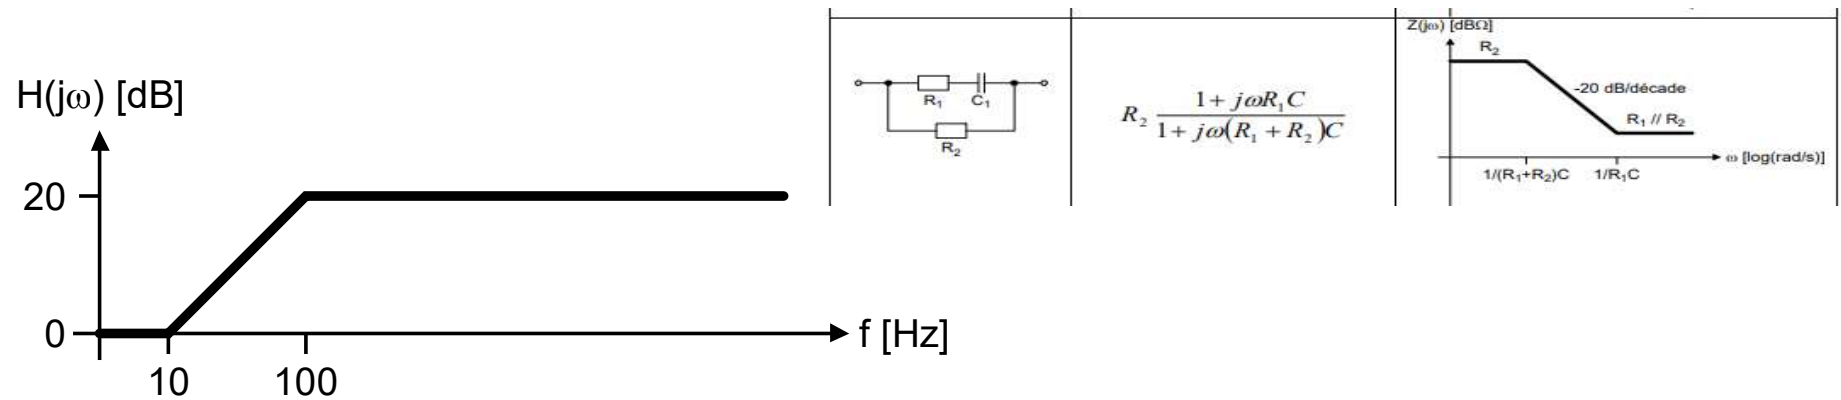 H(jω) [dB]
20
0
10
100
f [Hz]
R₁
C₁
R₂
R₂ (1 + jωR₁C) / (1 + jω(R₁ + R₂)C)
Z(jω) [dBΩ]
R₂
-20 dB/décade
R₁ // R₂
ω [log(rad/s)]
1/(R₁+R₂)C
1/R₁C